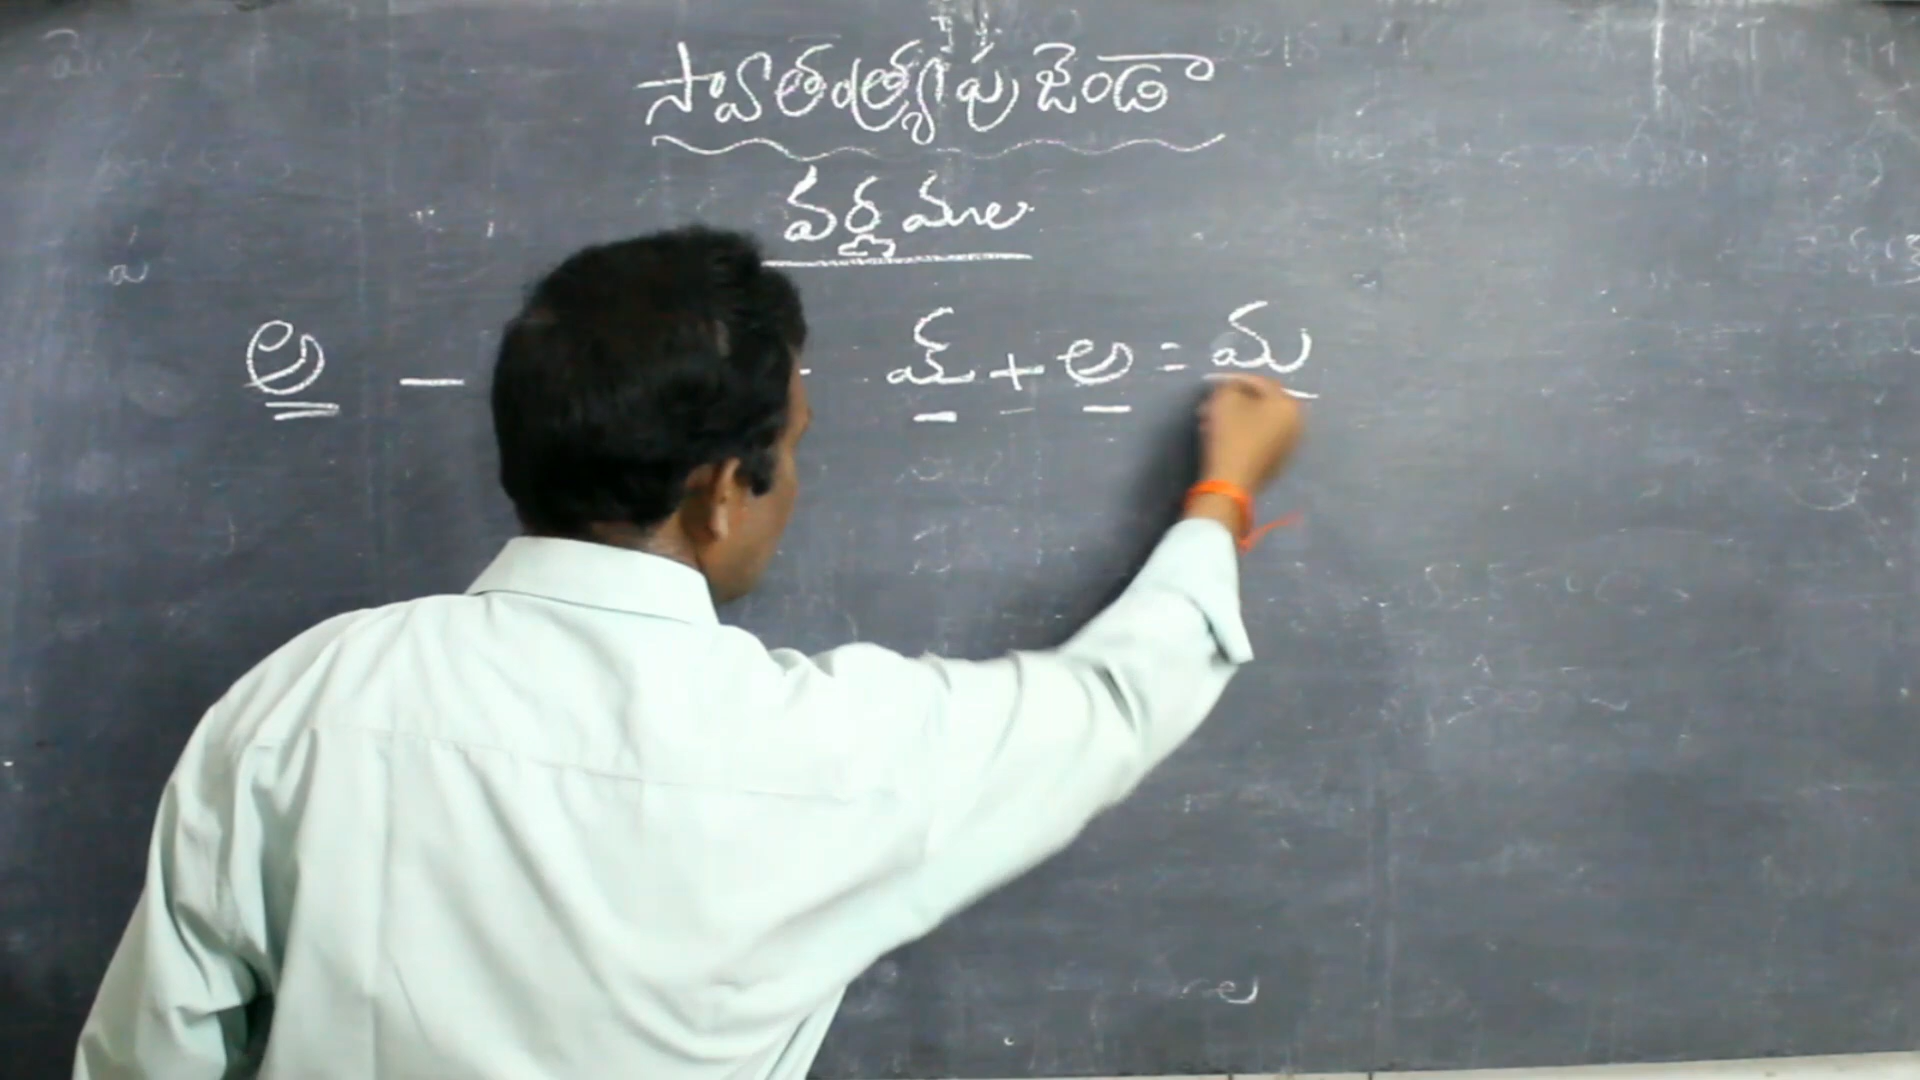 స్వాతంత్ర్యపు జెండా
వర్ణముల
అ – మ్ + అ = మ